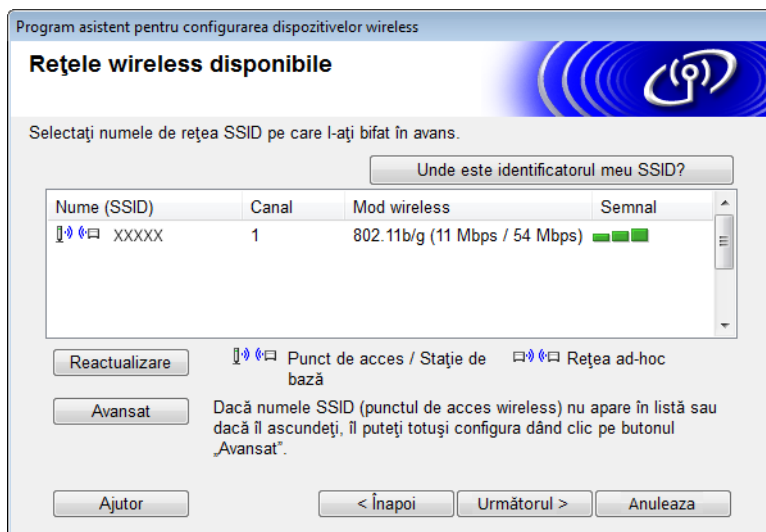 Program asistent pentru configurarea dispozitivelor wireless
Reţele wireless disponibile
Selectaţi numele de reţea SSID pe care l-aţi bifat în avans.
Unde este identificatorul meu SSID?
Nume (SSID) Canal Mod wireless Semnal
XXXXX 1 802.11b/g (11 Mbps / 54 Mbps)
Reactualizare
Punct de acces / Staţie de
bază
Reţea ad-hoc
Avansat
Dacă numele SSID (punctul de acces wireless) nu apare în listă sau
dacă îl ascundeţi, îl puteţi totuşi configura dând clic pe butonul
„Avansat”.
Ajutor
< Înapoi
Următorul >
Anuleaza